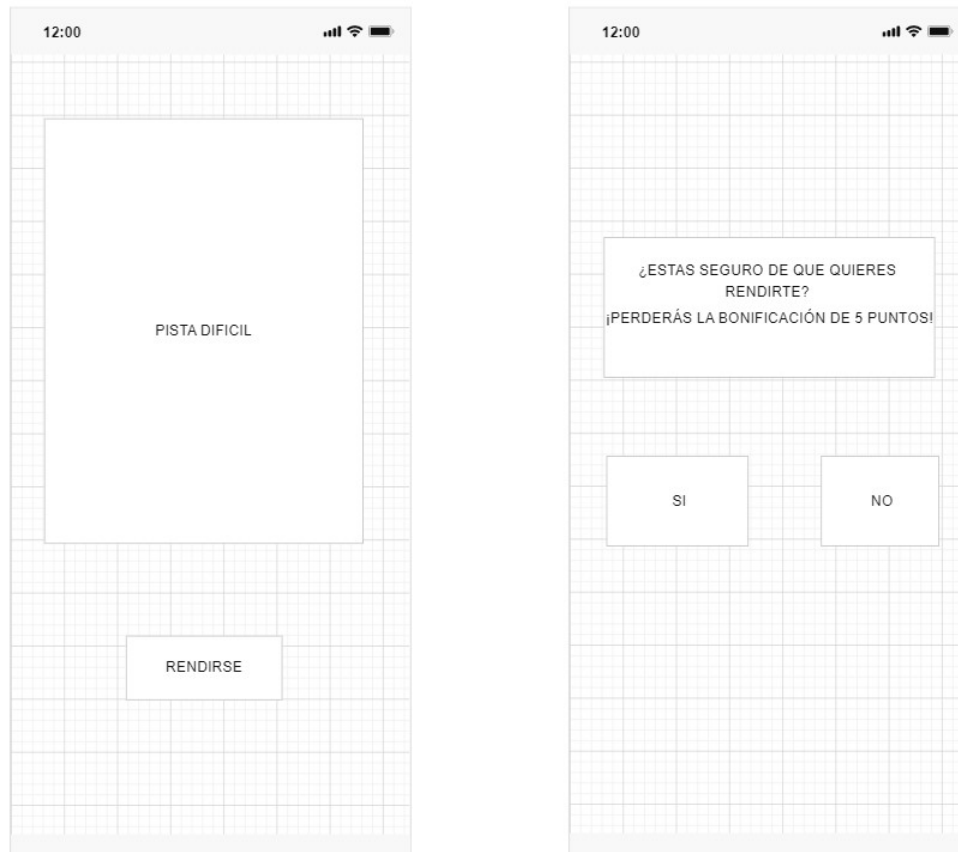 12:00
PISTA DIFICIL
RENDIRSE
12:00
¿ESTAS SEGURO DE QUE QUIERES
RENDIRTE?
¡PERDERÁS LA BONIFICACIÓN DE 5 PUNTOS!
SI
NO